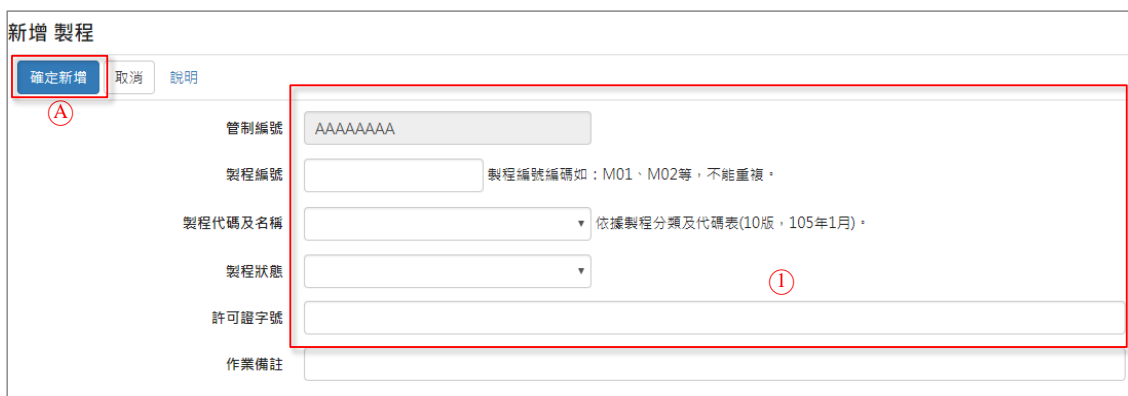 新增 製程
確定新增 取消 說明
A
管制編號 AAAAAAAA
製程編號 製程編號編碼如：M01、M02等，不能重複。
製程代碼及名稱 依據製程分類及代碼表(10版，105年1月)。
製程狀態
1
許可證字號
作業備註